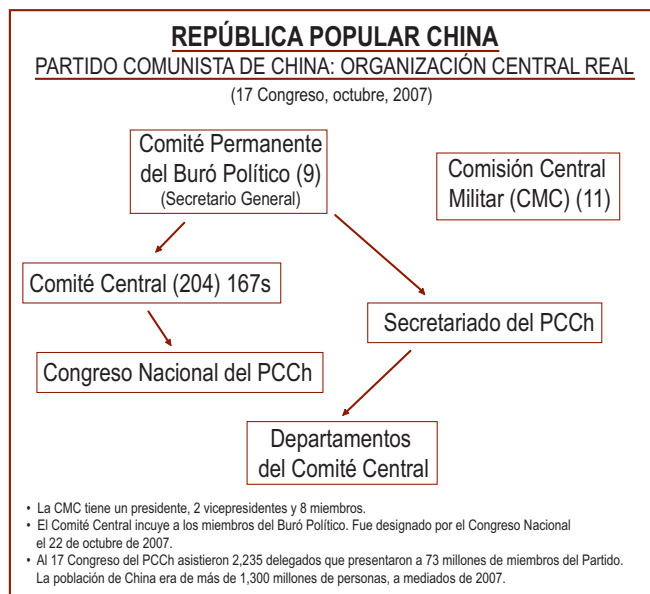 REPÚBLICA POPULAR CHINA
PARTIDO COMUNISTA DE CHINA: ORGANIZACIÓN CENTRAL REAL
(17 Congreso, octubre, 2007)
Comité Permanente
del Buró Político (9)
(Secretario General)
Comisión Central
Militar (CMC) (11)
Comité Central (204) 167s
Secretariado del PCCh
Congreso Nacional del PCCh
Departamentos
del Comité Central
• La CMC tiene un presidente, 2 vicepresidentes y 8 miembros.
• El Comité Central incuye a los miembros del Buró Político. Fue designado por el Congreso Nacional
el 22 de octubre de 2007.
• Al 17 Congreso del PCCh asistieron 2,235 delegados que presentaron a 73 millones de miembros del Partido.
La población de China era de más de 1,300 millones de personas, a mediados de 2007.